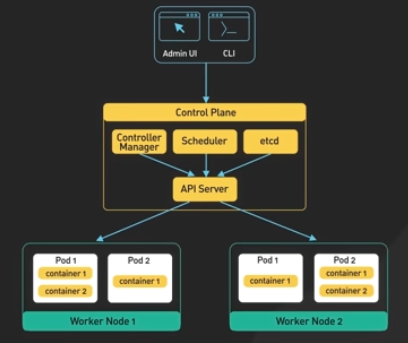 >_
Admin UI
CLI
Control Plane
Controller
Manager
Scheduler
etcd
API Server
Pod 1
container 1
container 2
Pod 2
container 1
Worker Node 1
Pod 1
container 1
Pod 2
container 1
container 2
Worker Node 2